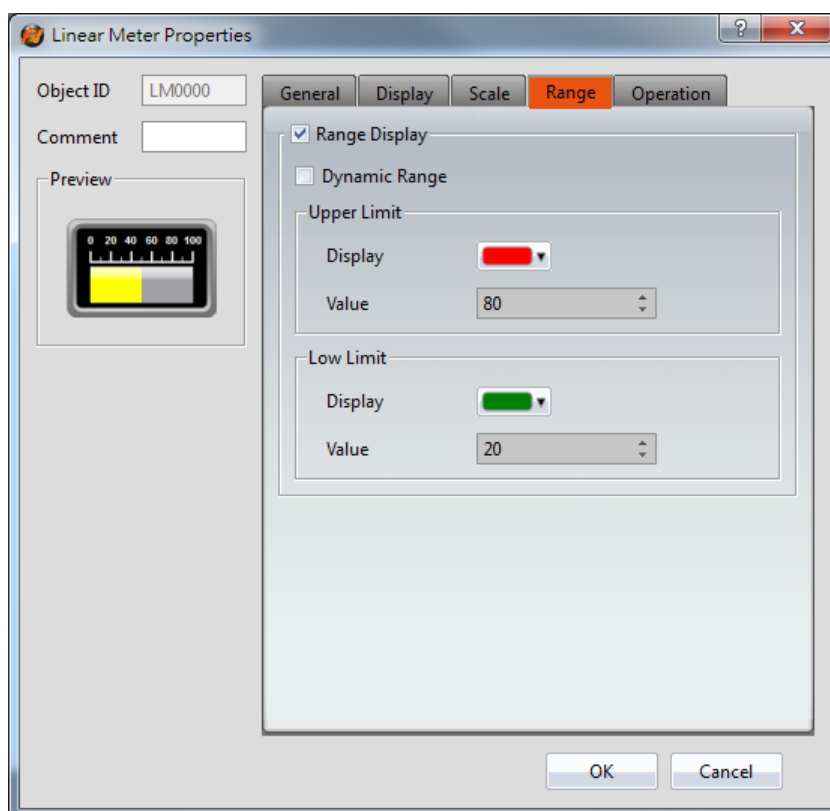 Linear Meter Properties
?
X
Object ID LM0000
Comment
Preview
0 20 40 60 80 100
General Display Scale Range Operation
Range Display
Dynamic Range
Upper Limit
Display
Value 80
Low Limit
Display
Value 20
OK Cancel